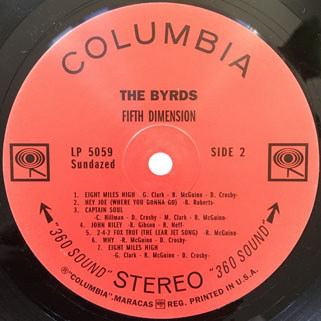 COLUMBIA
THE BYRDS
FIFTH DIMENSION
LP 5059
Sundazed
SIDE 2
1. EIGHT MILES HIGH -G. Clark - R. McGuinn - D. Crosby-
2. HEY JOE (WHERE YOU GONNA GO) -B. Roberts-
3. CAPTAIN SOUL
-C. Hillman - D. Crosby - M. Clark - R. McGuinn-
4. JOHN RILEY -B. Gibson - R. Neff-
5. 2-4-2 FOX TROT (THE LEAR JET SONG) -R. McGuinn-
6. WHY -R. McGuinn - D. Crosby-
7. EIGHT MILES HIGH
-G. Clark - R. McGuinn - D. Crosby-
"360 SOUND" STEREO "360 SOUND"
® "COLUMBIA", MARCAS REG. PRINTED IN U.S.A.